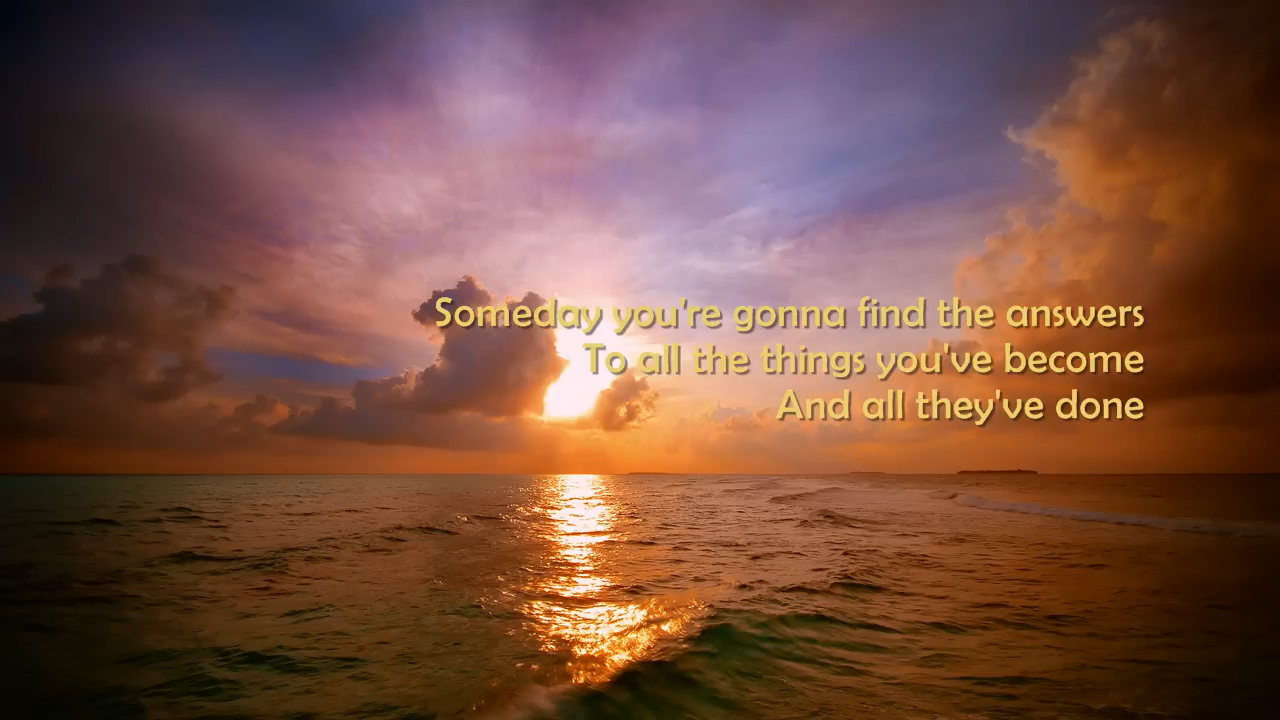 Someday you're gonna find the answers
To all the things you've become
And all they've done